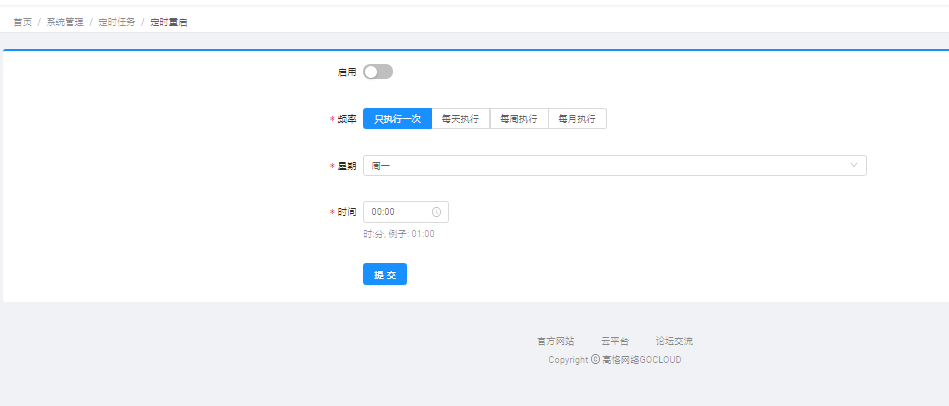 首页 / 系统管理 / 定时任务 / 定时重启
启用
* 频率 只执行一次 每天执行 每周执行 每月执行
* 星期 周一
* 时间 00:00
时:分, 例子: 01:00
提 交
官方网站 云平台 论坛交流
Copyright © 高恪网络GOCLOUD